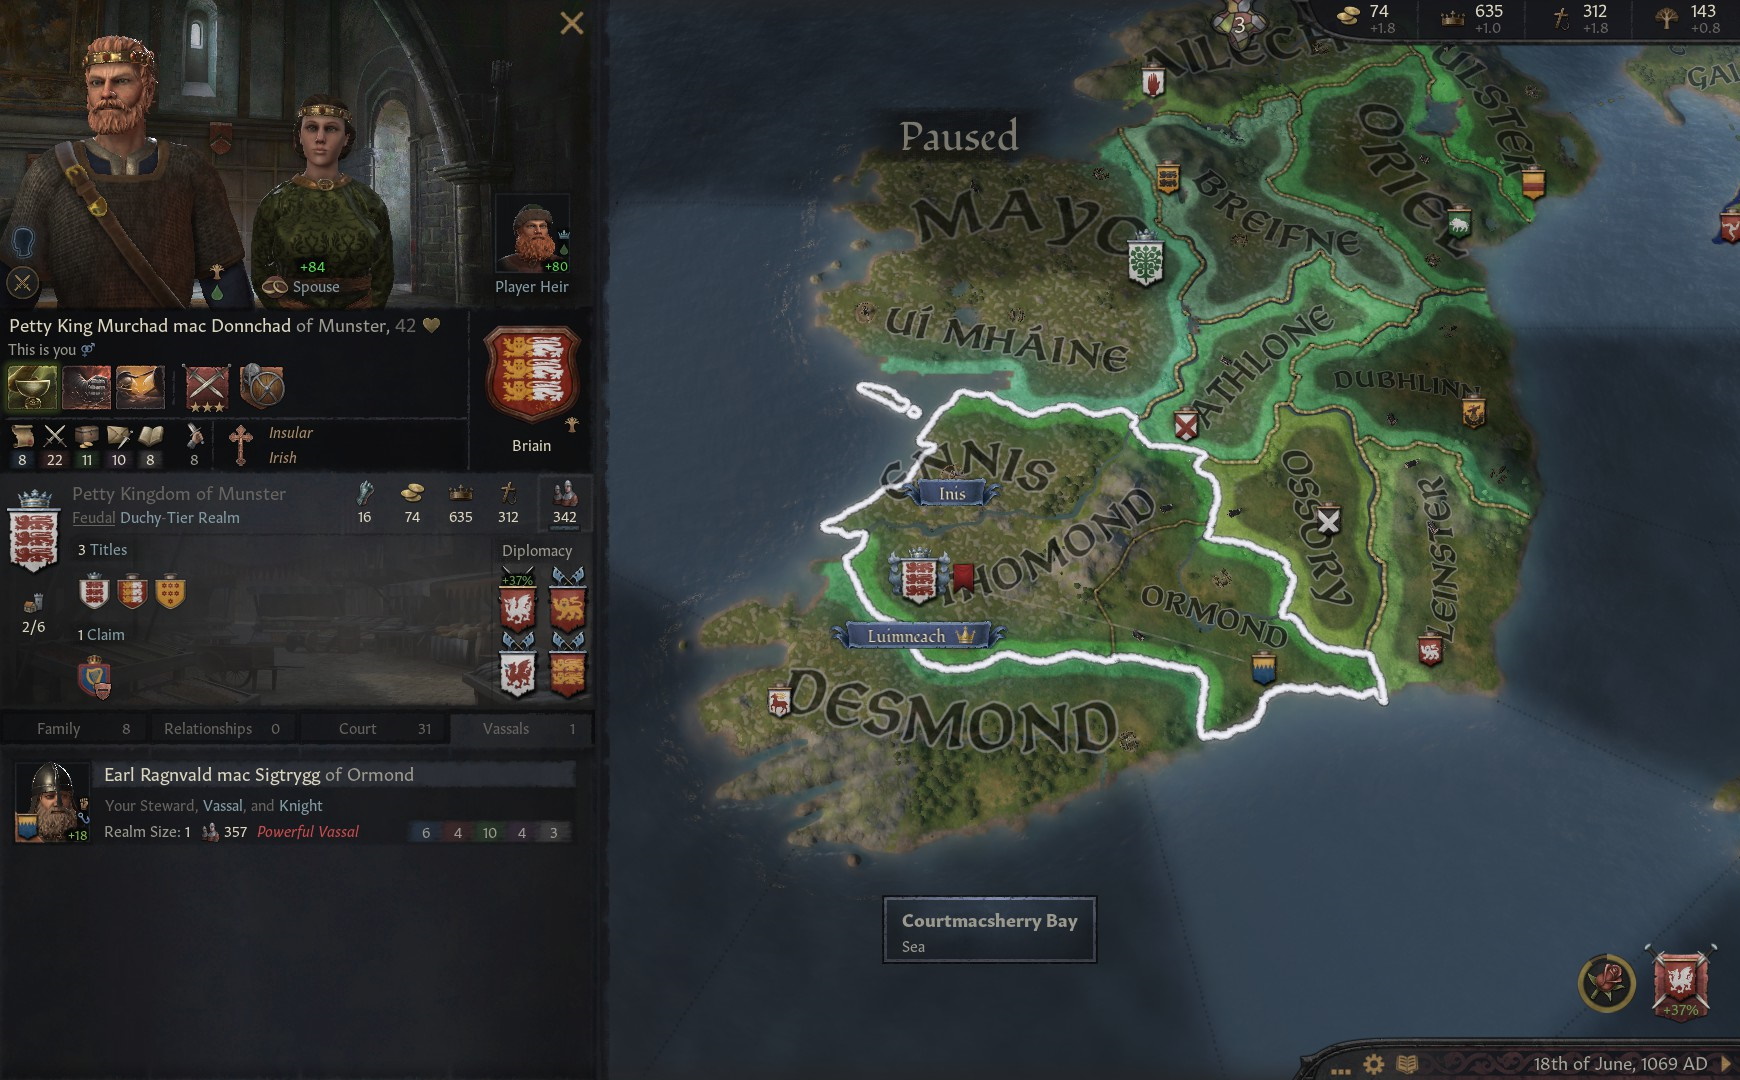 3
74
+1.8
635
+1.0
312
+1.8
143
+0.8
Paused
+84
Spouse
+80
Player Heir
Petty King Murchad mac Donnchad of Munster, 42
This is you
8
22
11
10
8
8
Insular
Irish
Briain
Petty Kingdom of Munster
Feudal Duchy-Tier Realm
16
74
635
312
342
3 Titles
Diplomacy
+37%
2/6
1 Claim
Family 8
Relationships 0
Court 31
Vassals 1
Earl Ragnvald mac Sigtrygg of Ormond
Your Steward, Vassal, and Knight
+18
Realm Size: 1 357 Powerful Vassal
6 4 10 4 3
AILECH
ULSTER
ORIEL
GAL
MAYO
BREIFNE
UÍ MHÁINE
ATHLONE
DUBHLINN
ENNIS
Inis
THOMOND
OSSORY
LEINSTER
ORMOND
Luimneach
DESMOND
Courtmacsherry Bay
Sea
+37%
18th of June, 1069 AD